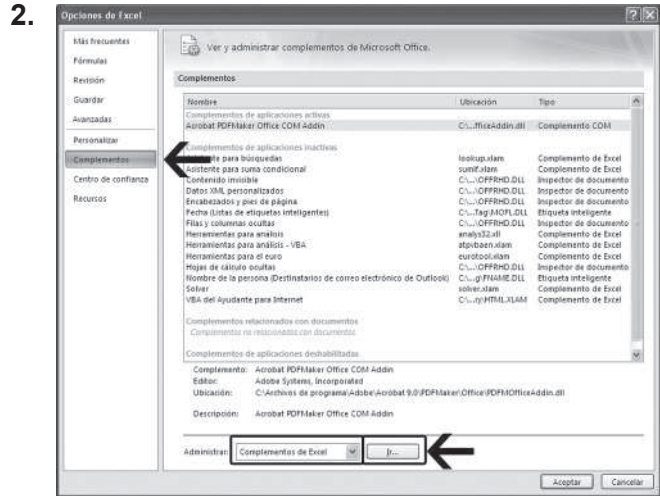 2.
Opciones de Excel
Más frecuentes
Fórmulas
Revisión
Guardar
Avanzadas
Personalizar
Complementos
Centro de confianza
Recursos
Ver y administrar complementos de Microsoft Office.
Complementos
Nombre Ubicación Tipo
Complementos de aplicaciones activas
Acrobat PDFMaker Office COM Addin C:\...fficeAddin.dll Complemento COM
Complementos de aplicaciones inactivas
para búsquedas lookup.xlam Complemento de Excel
Asistente para suma condicional sumif.xlam Complemento de Excel
Contenido invisible C:\...\OFFRHD.DLL Inspector de documento
Datos XML personalizados C:\...\OFFRHD.DLL Inspector de documento
Encabezados y pies de página C:\...\OFFRHD.DLL Inspector de documento
Fecha (Listas de etiquetas inteligentes) C:\...Tag\MOFL.DLL Etiqueta inteligente
Filas y columnas ocultas C:\...\OFFRHD.DLL Inspector de documento
Herramientas para análisis analys32.xll Complemento de Excel
Herramientas para análisis - VBA atpvbaen.xlam Complemento de Excel
Herramientas para el euro eurotool.xlam Complemento de Excel
Hojas de cálculo ocultas C:\...\OFFRHD.DLL Inspector de documento
Nombre de la persona (Destinatarios de correo electrónico de Outlook) C:\...g\FNAME.DLL Etiqueta inteligente
Solver solver.xlam Complemento de Excel
VBA del Ayudante para Internet C:\...ry\HTML.XLAM Complemento de Excel
Complementos relacionados con documentos
Complementos no relacionados con documentos
Complementos de aplicaciones deshabilitadas
Complemento: Acrobat PDFMaker Office COM Addin
Editor: Adobe Systems, Incorporated
Ubicación: C:\Archivos de programa\Adobe\Acrobat 9.0\PDFMaker\Office\PDFMOfficeAddin.dll
Descripción: Acrobat PDFMaker Office COM Addin
Administrar: Complementos de Excel Ir...
Aceptar Cancelar